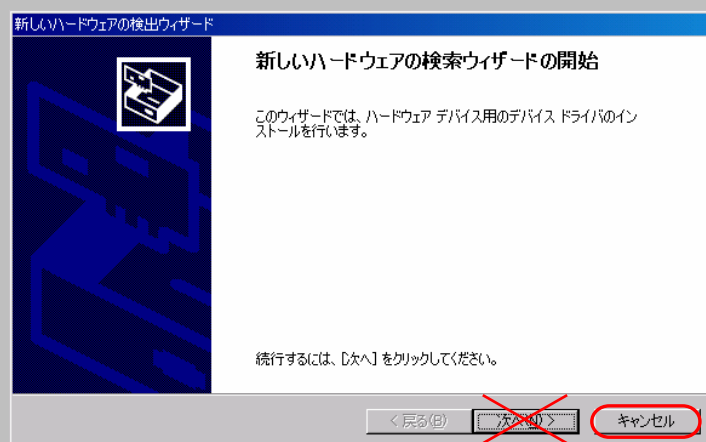 新しいハードウェアの検出ウィザード
新しいハードウェアの検索ウィザードの開始
このウィザードでは、ハードウェア デバイス用のデバイス ドライバのイン
ストールを行います。
続行するには、[次へ] をクリックしてください。
< 戻る(B)
次へ(N) >
キャンセル